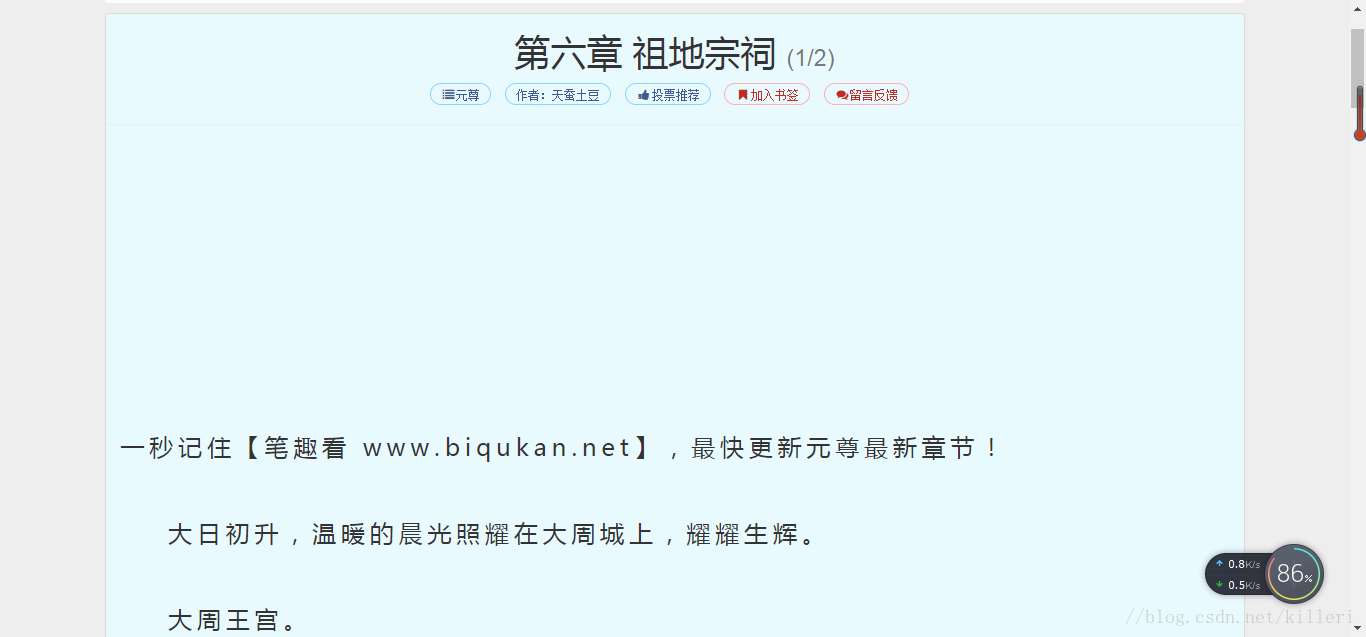 第六章 祖地宗祠 (1/2)
元尊 作者：天蚕土豆 投票推荐 加入书签 留言反馈
一秒记住【笔趣看 www.biqukan.net】，最快更新元尊最新章节！
大日初升，温暖的晨光照耀在大周城上，耀耀生辉。
0.8K/s
86%
0.5K/s
大周王宫。
//blog.csdn.net/killeri